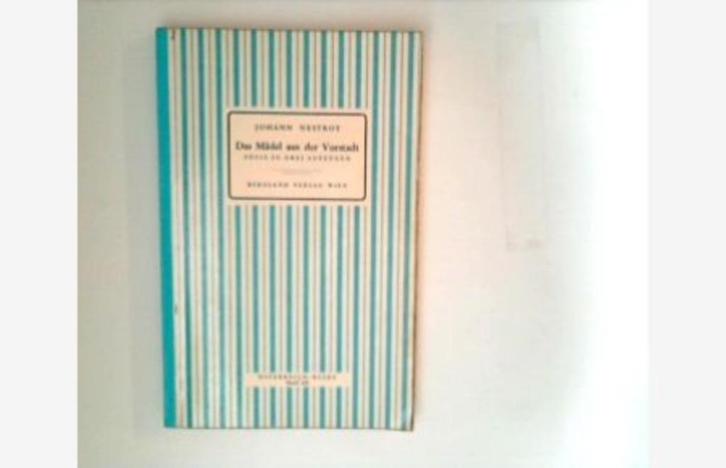 JOHANN NESTROY
Das Mädel aus der Vorstadt
POSSE IN DREI AUFZÜGEN
BERGLAND VERLAG WIEN